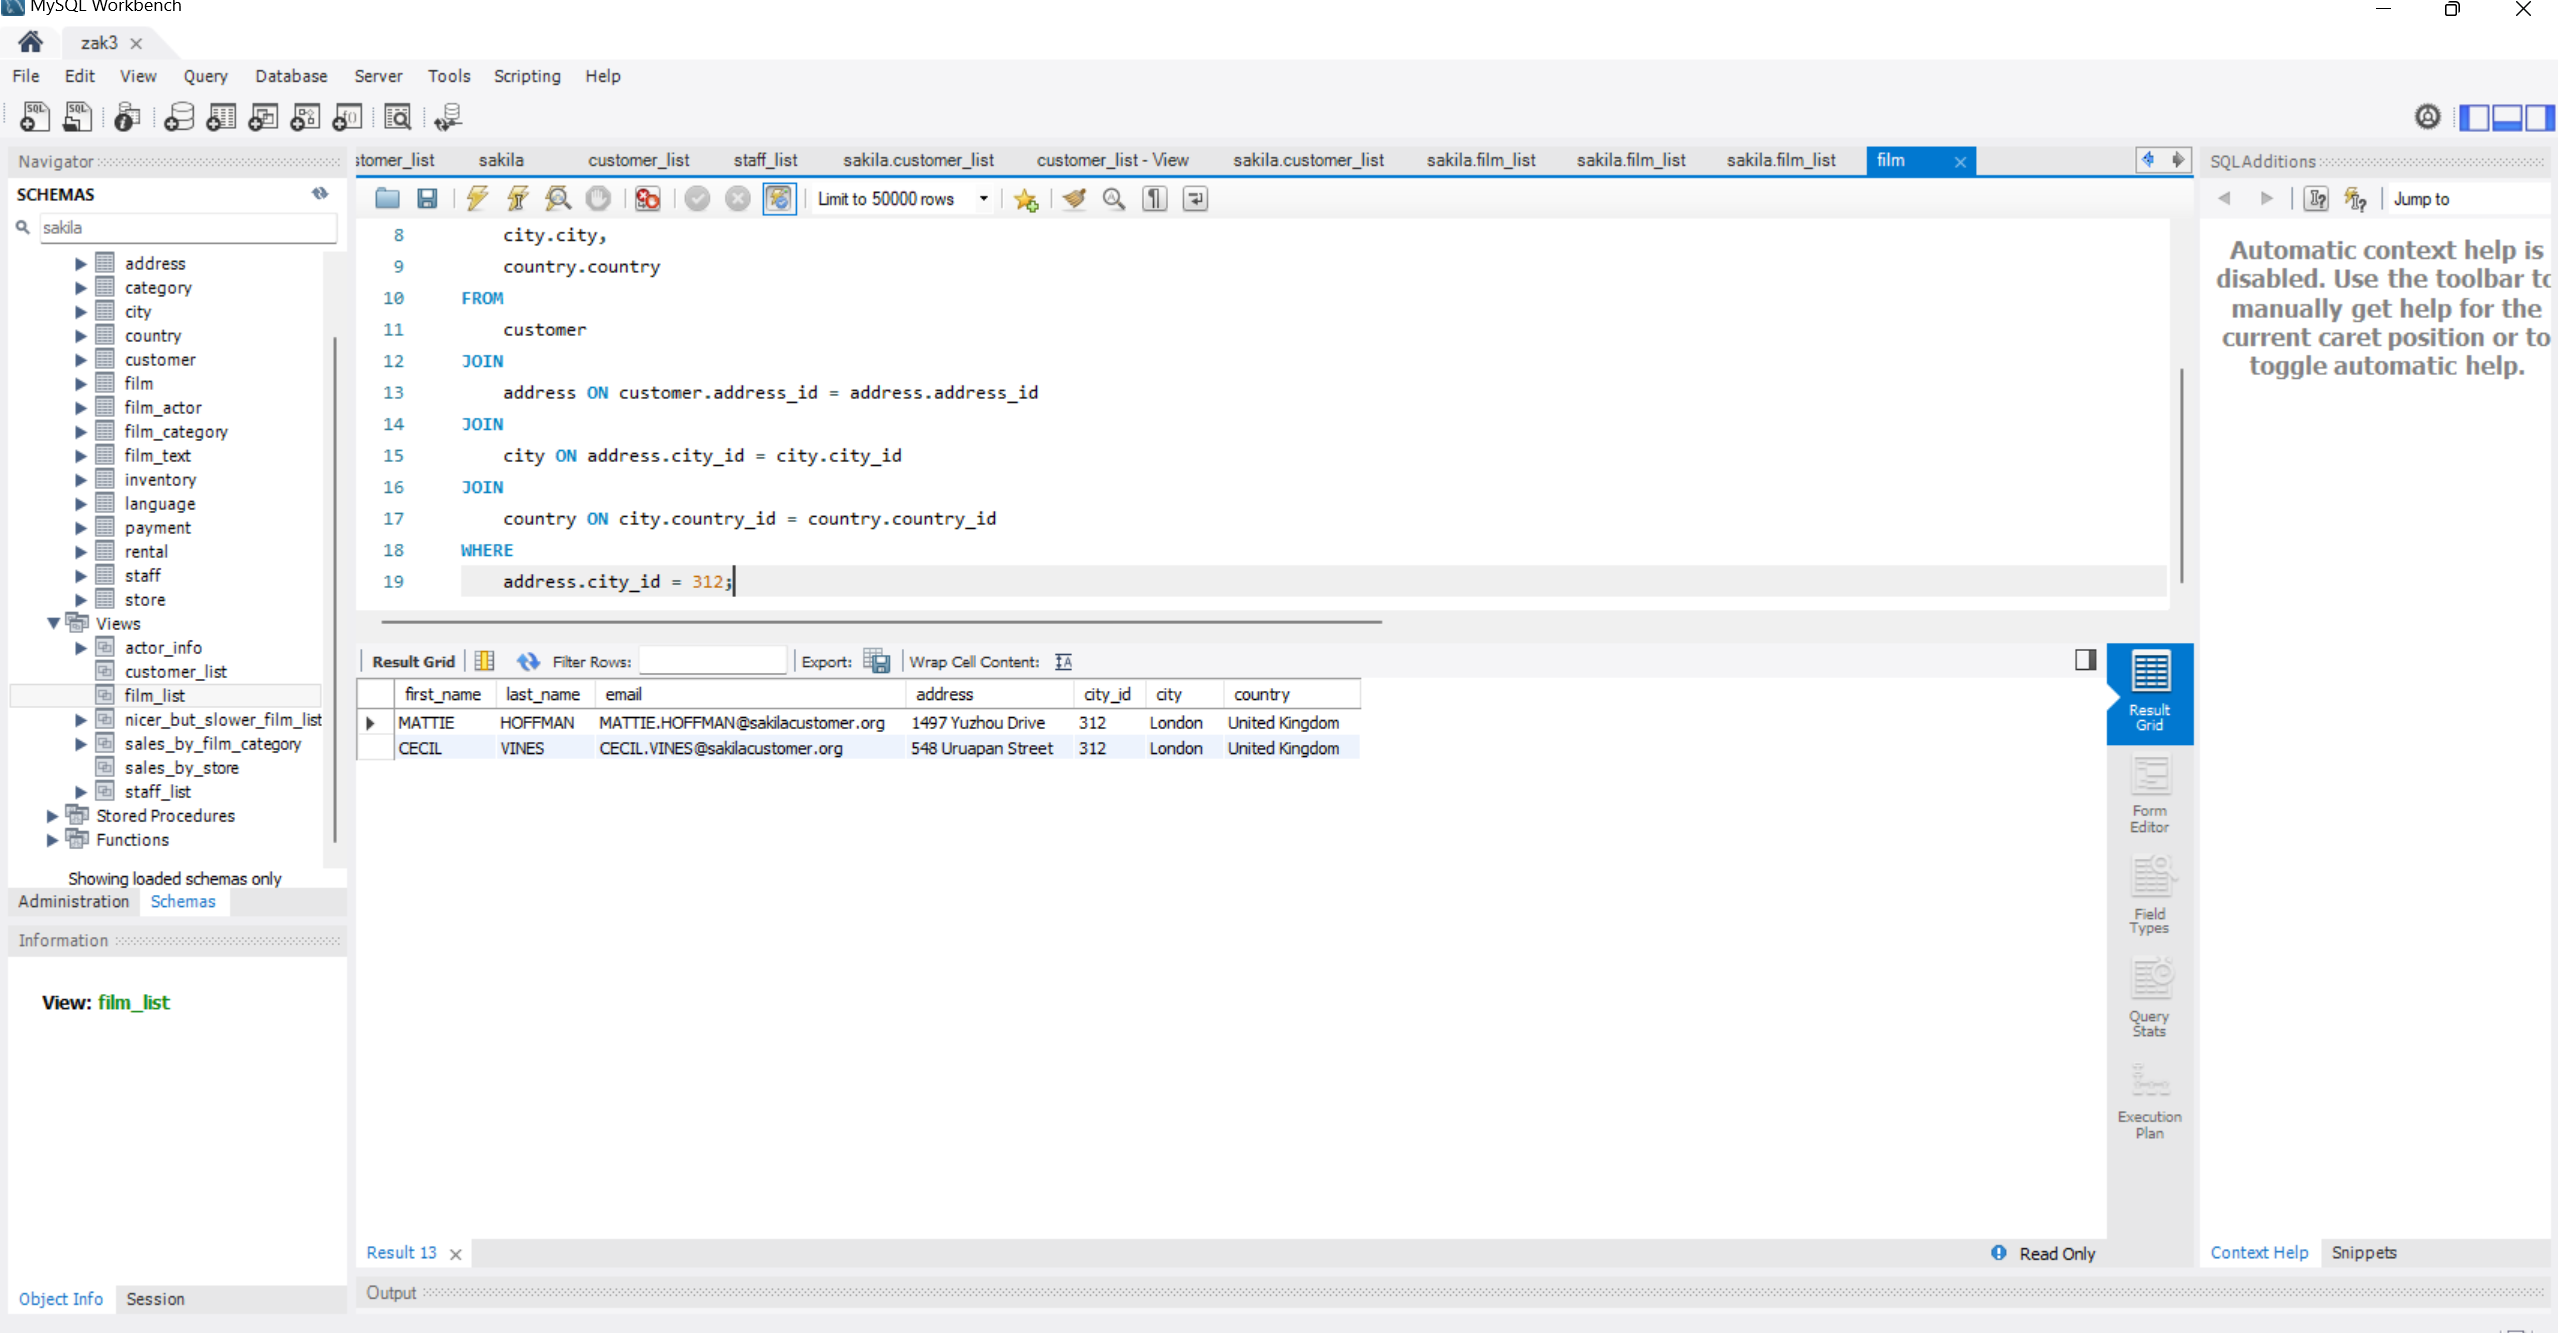 MySQL Workbench
zak3
File Edit View Query Database Server Tools Scripting Help
Navigator
SCHEMAS
sakila
address
category
city
country
customer
film
film_actor
film_category
film_text
inventory
language
payment
rental
staff
store
Views
actor_info
customer_list
film_list
nicer_but_slower_film_list
sales_by_film_category
sales_by_store
staff_list
Stored Procedures
Functions
Showing loaded schemas only
Administration Schemas
Information
View: film_list
Object Info Session
stomer_list sakila customer_list staff_list sakila.customer_list customer_list - View sakila.customer_list sakila.film_list sakila.film_list sakila.film_list film
Limit to 50000 rows
8 city.city,
9 country.country
10 FROM
11 customer
12 JOIN
13 address ON customer.address_id = address.address_id
14 JOIN
15 city ON address.city_id = city.city_id
16 JOIN
17 country ON city.country_id = country.country_id
18 WHERE
19 address.city_id = 312;
Result Grid Filter Rows: Export: Wrap Cell Content:
first_name last_name email address city_id city country
MATTIE HOFFMAN MATTIE.HOFFMAN@sakilacustomer.org 1497 Yuzhou Drive 312 London United Kingdom
CECIL VINES CECIL.VINES@sakilacustomer.org 548 Uruapan Street 312 London United Kingdom
Result
Grid
Form
Editor
Field
Types
Query
Stats
Execution
Plan
Result 13
Read Only
Output
SQLAdditions
Jump to
Automatic context help is
disabled. Use the toolbar to
manually get help for the
current caret position or to
toggle automatic help.
Context Help Snippets